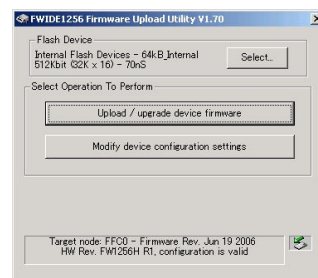 FWIDE1256 Firmware Upload Utility V1.70
Flash Device
Internal Flash Devices - 64kB_Internal
512Kbit (32K x 16) - 70nS
Select...
Select Operation To Perform
Upload / upgrade device firmware
Modify device configuration settings
Target node: FFC0 - Firmware Rev. Jun 19 2006
HW Rev. FW1256H R1, configuration is valid